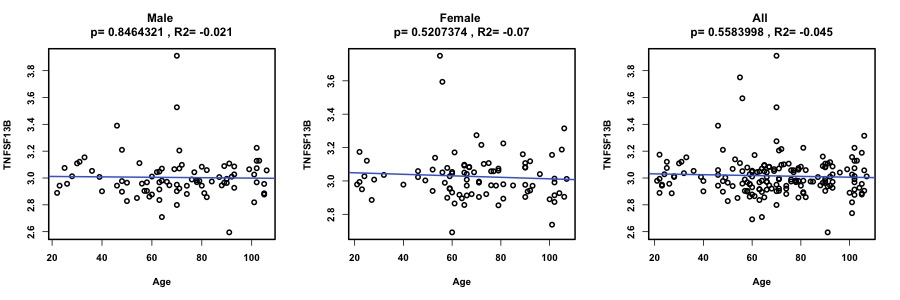 Male
p= 0.8464321 , R2= -0.021
TNFSF13B
2.6 2.8 3.0 3.2 3.4 3.6 3.8
20 40 60 80 100
Age
Female
p= 0.5207374 , R2= -0.07
TNFSF13B
2.8 3.0 3.2 3.4 3.6
20 40 60 80 100
Age
All
p= 0.5583998 , R2= -0.045
TNFSF13B
2.6 2.8 3.0 3.2 3.4 3.6 3.8
20 40 60 80 100
Age